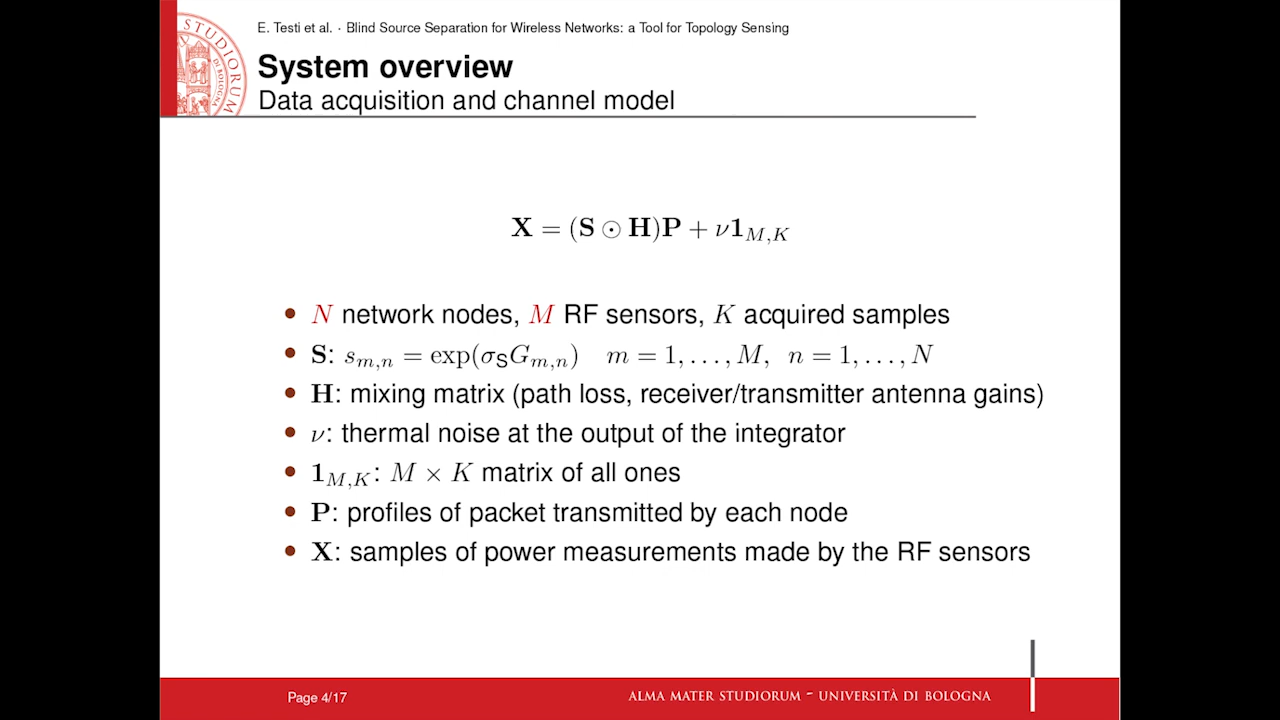 E. Testi et al. · Blind Source Separation for Wireless Networks: a Tool for Topology Sensing
System overview
Data acquisition and channel model
STUDIORUM
DI BOLOGNA
X = (S ⊙ H)P + ν1_{M,K}
• N network nodes, M RF sensors, K acquired samples
• S: s_{m,n} = exp(σ_S G_{m,n}) m = 1, . . . , M, n = 1, . . . , N
• H: mixing matrix (path loss, receiver/transmitter antenna gains)
• ν: thermal noise at the output of the integrator
• 1_{M,K}: M × K matrix of all ones
• P: profiles of packet transmitted by each node
• X: samples of power measurements made by the RF sensors
Page 4/17
ALMA MATER STUDIORUM – UNIVERSITÀ DI BOLOGNA